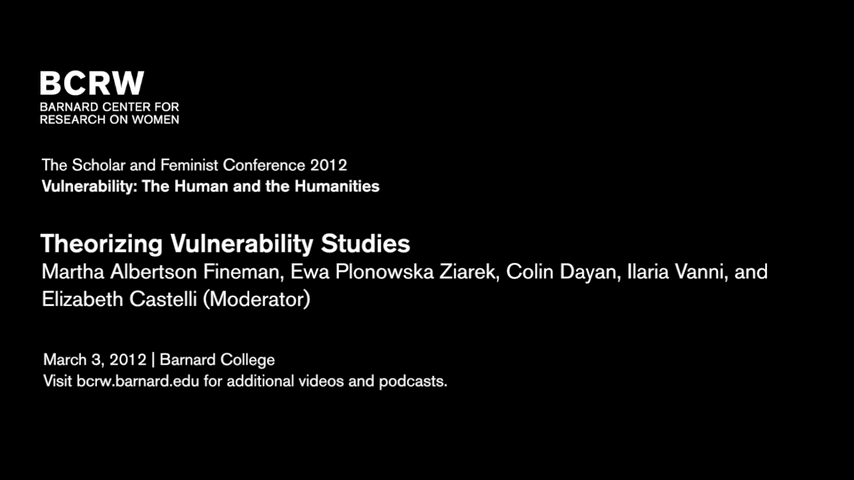 BCRW
BARNARD CENTER FOR
RESEARCH ON WOMEN
The Scholar and Feminist Conference 2012
Vulnerability: The Human and the Humanities
Theorizing Vulnerability Studies
Martha Albertson Fineman, Ewa Plonowska Ziarek, Colin Dayan, Ilaria Vanni, and
Elizabeth Castelli (Moderator)
March 3, 2012 | Barnard College
Visit bcrw.barnard.edu for additional videos and podcasts.